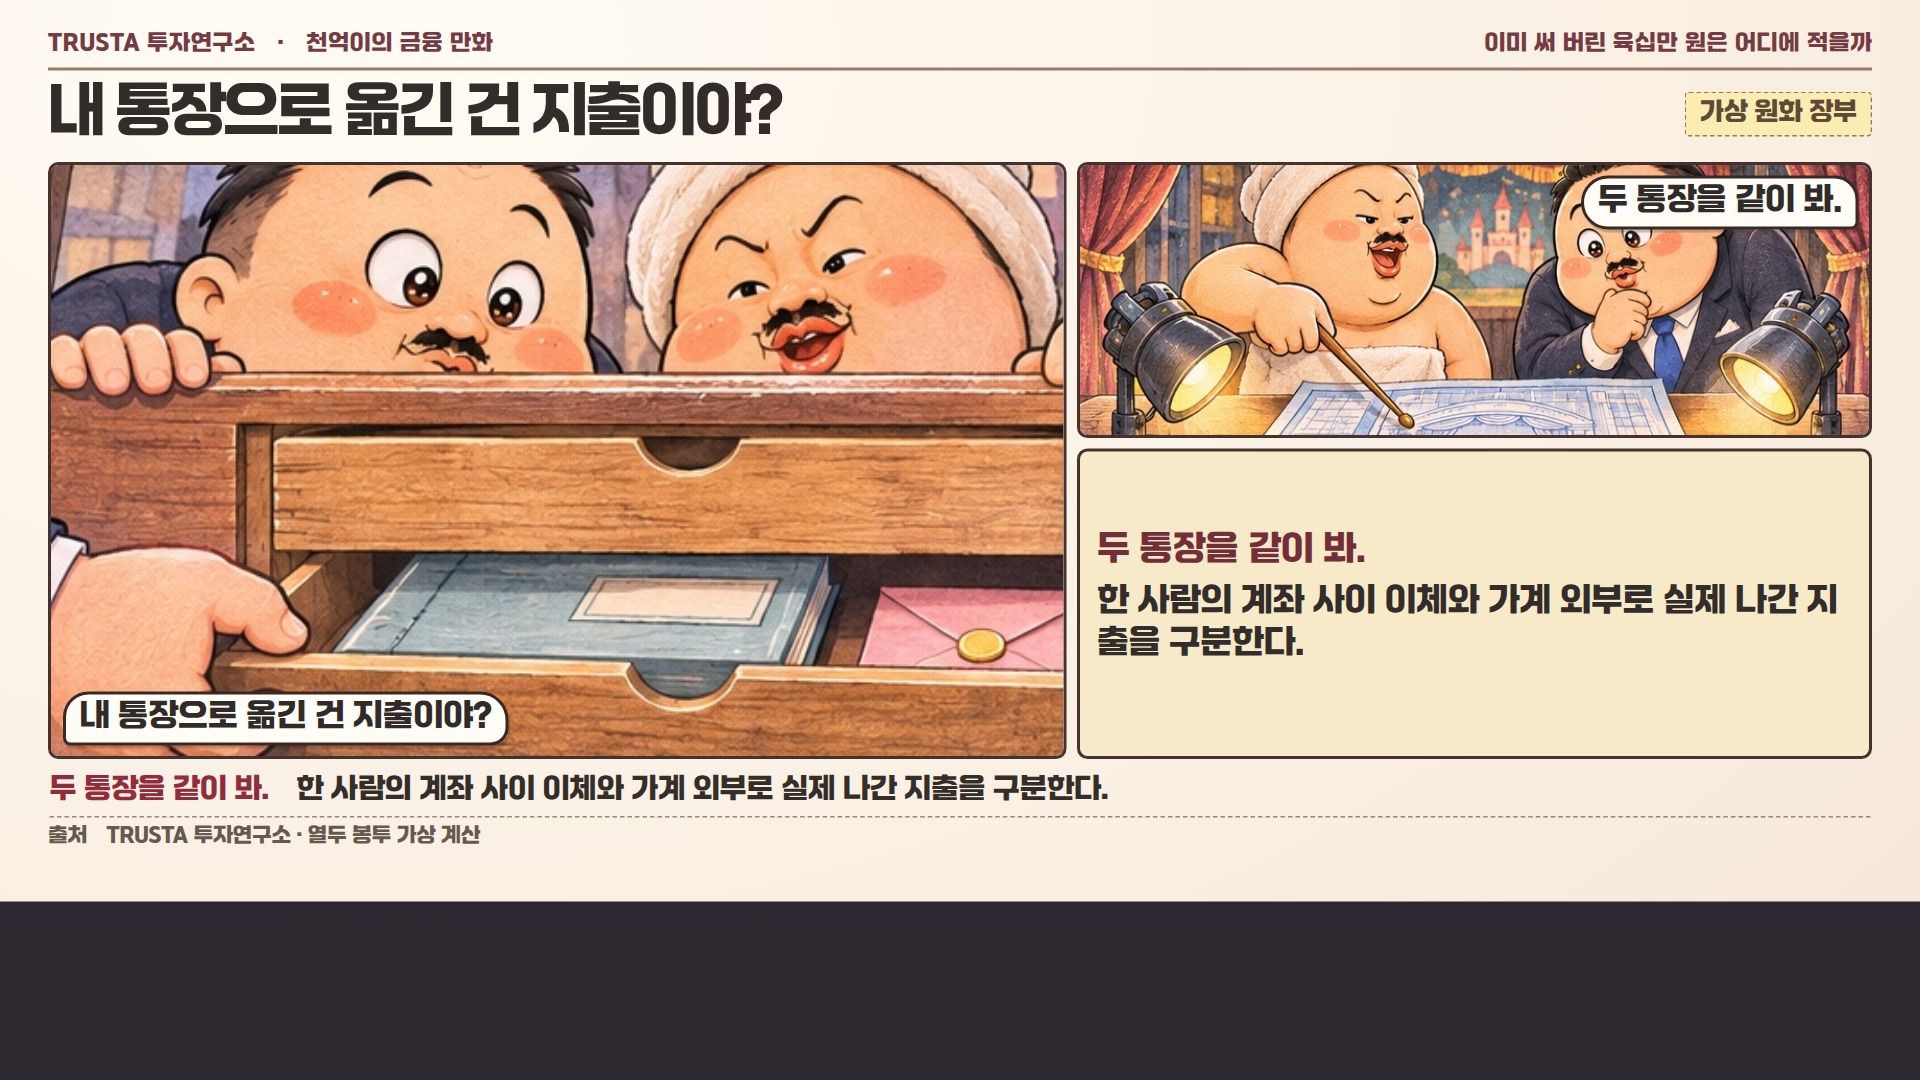 TRUSTA 투자연구소 · 천억이의 금융 만화
이미 써 버린 육십만 원은 어디에 적을까
내 통장으로 옮긴 건 지출이야?
가상 원화 장부
내 통장으로 옮긴 건 지출이야?
두 통장을 같이 봐.
두 통장을 같이 봐.
한 사람의 계좌 사이 이체와 가계 외부로 실제 나간 지
출을 구분한다.
두 통장을 같이 봐. 한 사람의 계좌 사이 이체와 가계 외부로 실제 나간 지출을 구분한다.
출처 TRUSTA 투자연구소 · 열두 봉투 가상 계산